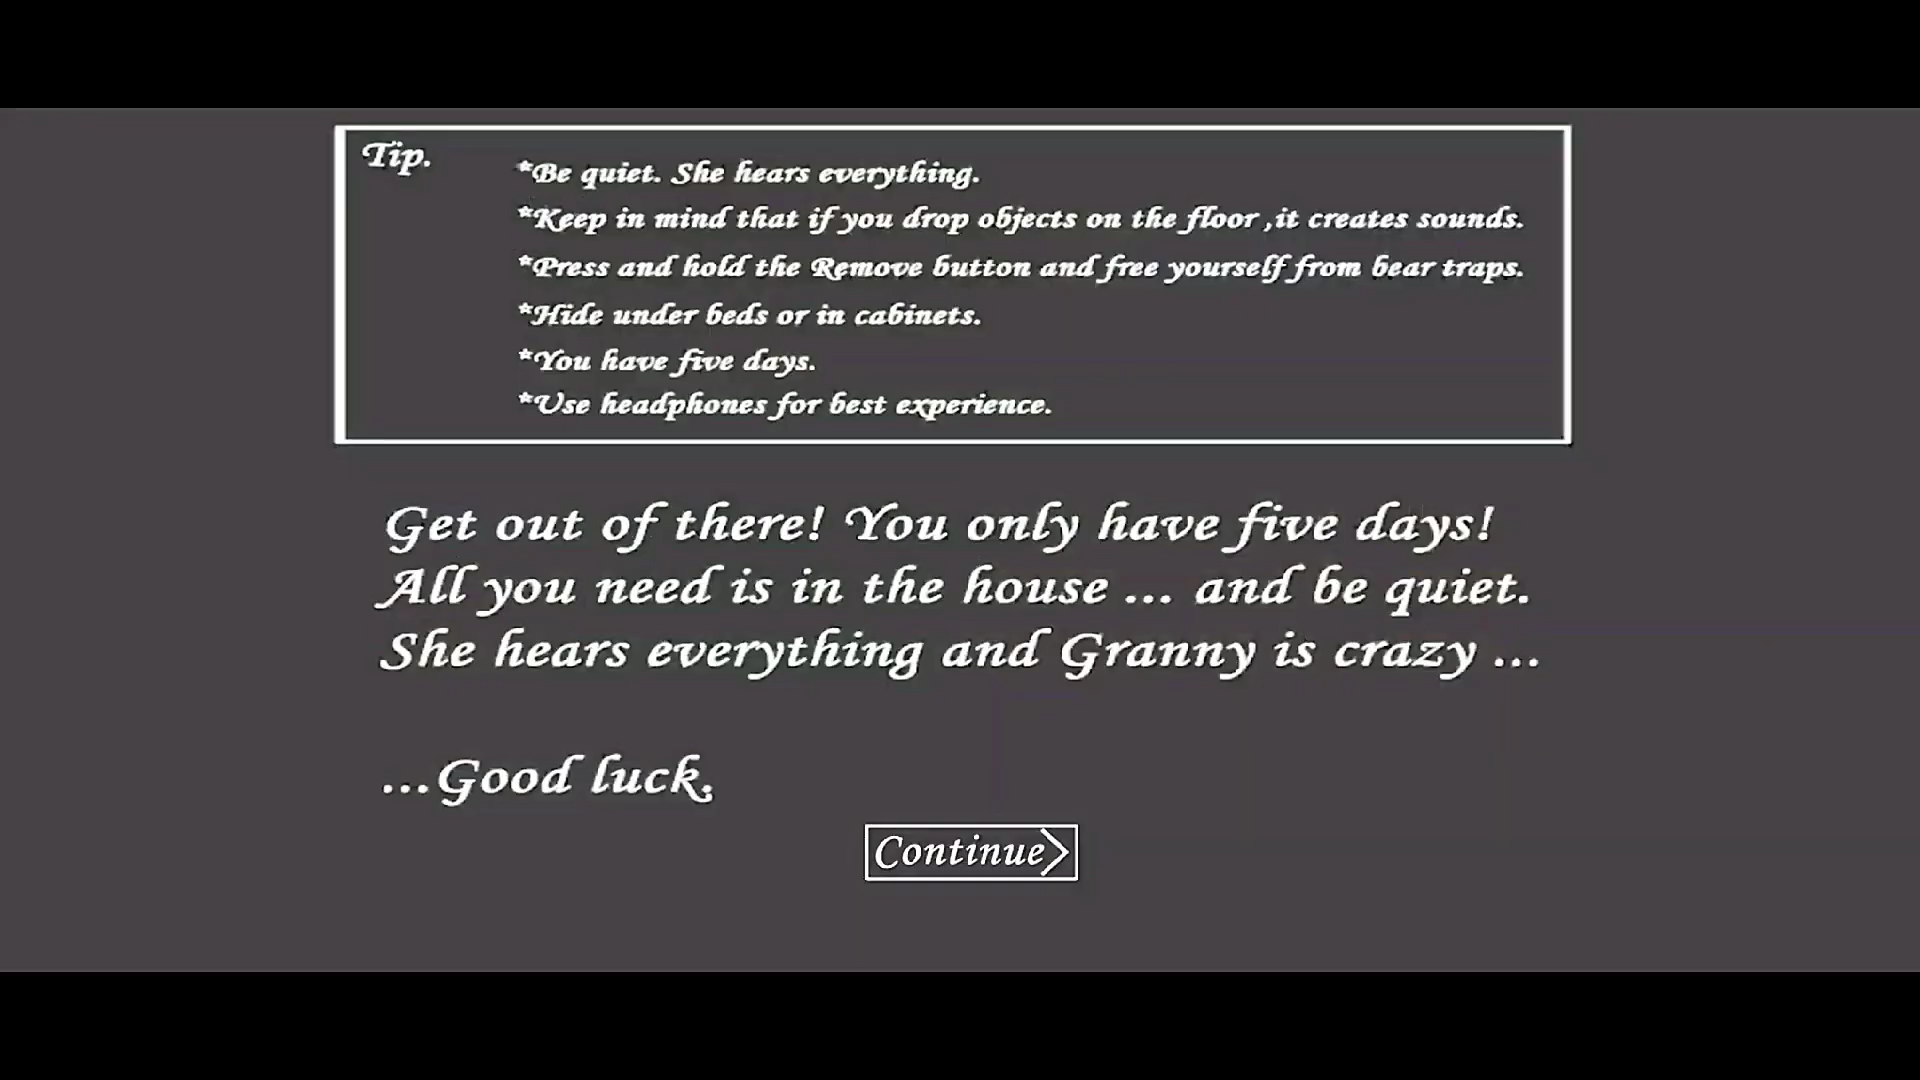 Tip.
*Be quiet. She hears everything.
*Keep in mind that if you drop objects on the floor ,it creates sounds.
*Press and hold the Remove button and free yourself from bear traps.
*Hide under beds or in cabinets.
*You have five days.
*Use headphones for best experience.
Get out of there! You only have five days!
All you need is in the house ... and be quiet.
She hears everything and Granny is crazy ...
...Good luck.
Continue>